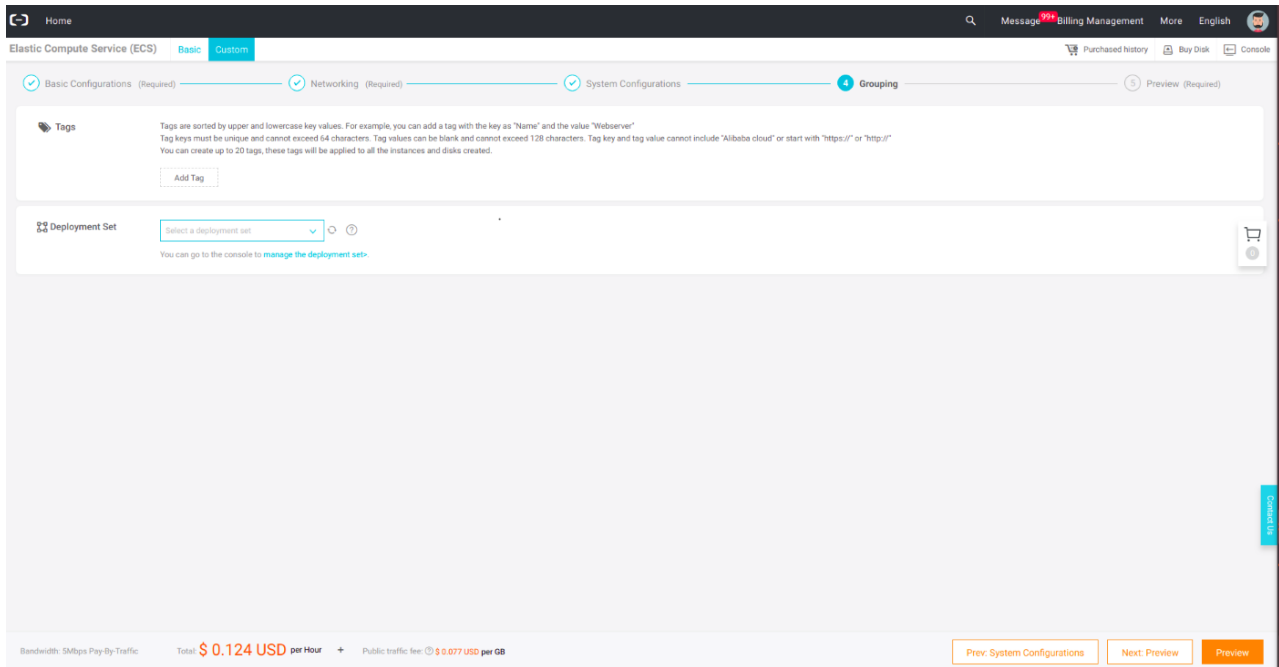 Home
Message 99+ Billing Management More English
Elastic Compute Service (ECS) Basic Custom
Purchased history Buy Disk Console
Basic Configurations (Required) Networking (Required) System Configurations 4 Grouping 5 Preview (Required)
Tags
Tags are sorted by upper and lowercase key values. For example, you can add a tag with the key as "Name" and the value "Webserver"
Tag keys must be unique and cannot exceed 64 characters. Tag values can be blank and cannot exceed 128 characters. Tag key and tag value cannot include "Alibaba cloud" or start with "https://" or "http://"
You can create up to 20 tags, these tags will be applied to all the instances and disks created.
Add Tag
Deployment Set
Select a deployment set
?
You can go to the console to manage the deployment set>.
0
Contact Us
Bandwidth: 5Mbps Pay-By-Traffic Total: $ 0.124 USD per Hour + Public traffic fee: ? $ 0.077 USD per GB
Prev: System Configurations Next: Preview Preview